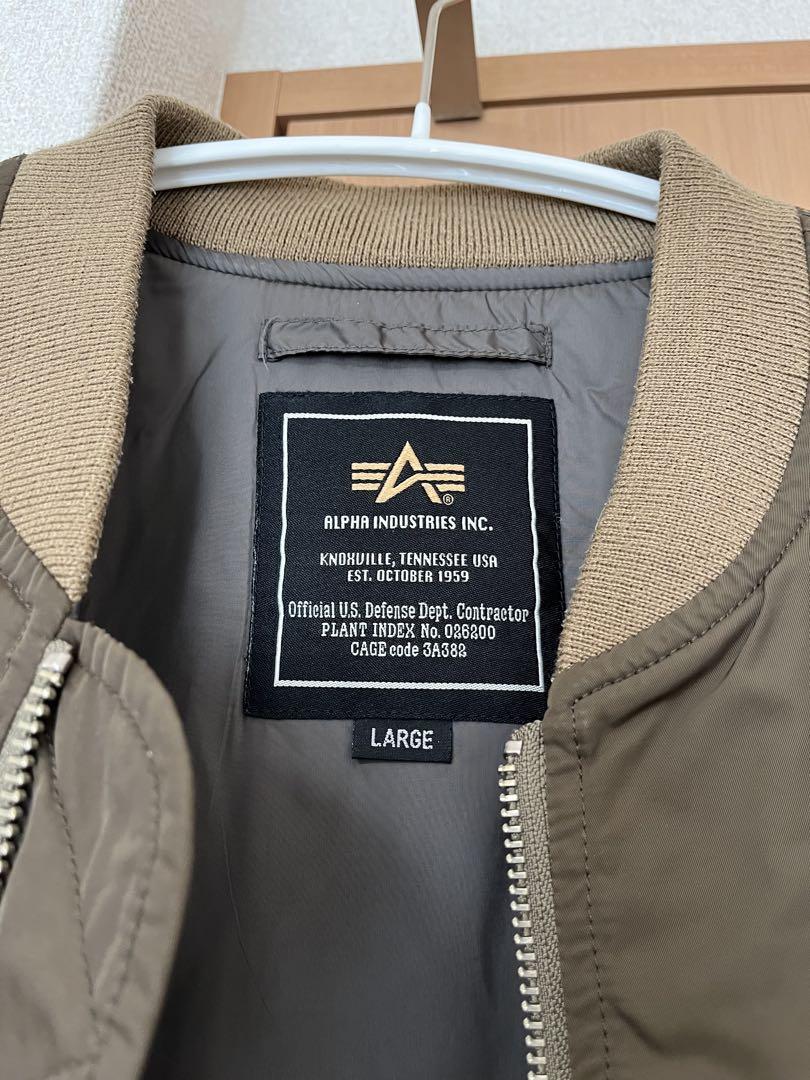 ®
ALPHA INDUSTRIES INC.
KNOXVILLE, TENNESSEE USA
EST. OCTOBER 1959
Official U.S. Defense Dept. Contractor
PLANT INDEX No. 026200
CAGE code 3A382
LARGE